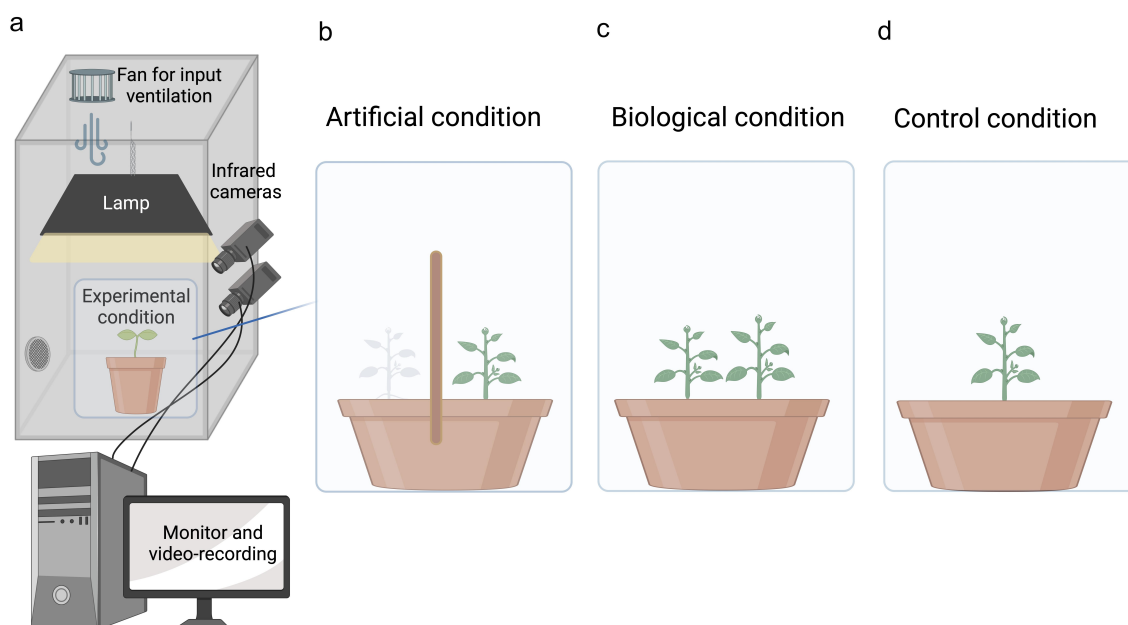 a
Fan for input
ventilation
Infrared
cameras
Lamp
Experimental
condition
Monitor and
video-recording
b
Artificial condition
c
Biological condition
d
Control condition